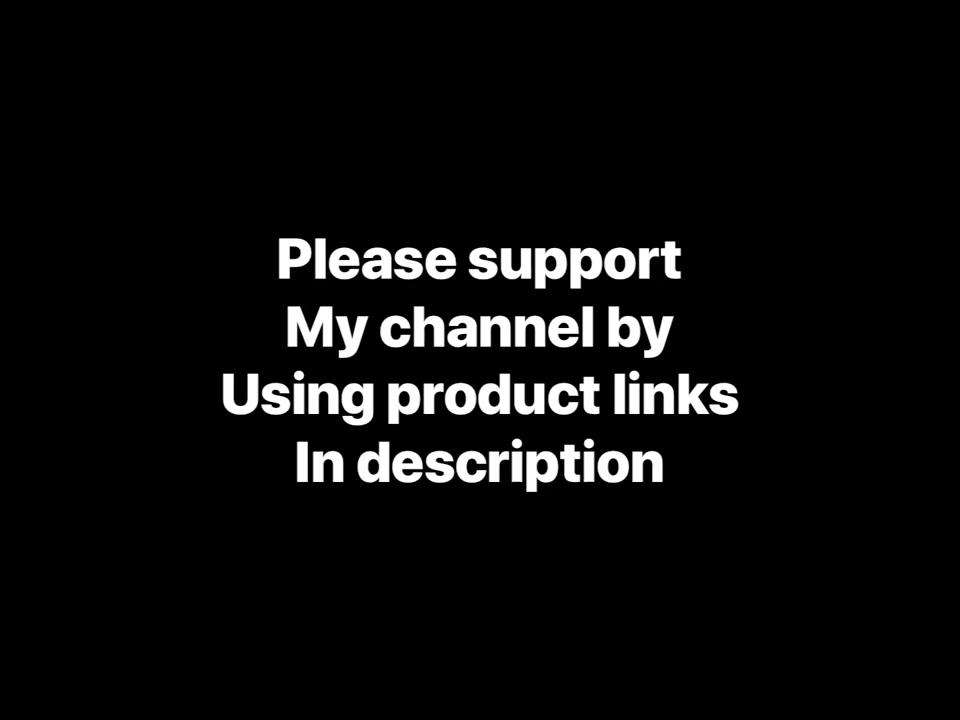 Please support
My channel by
Using product links
In description